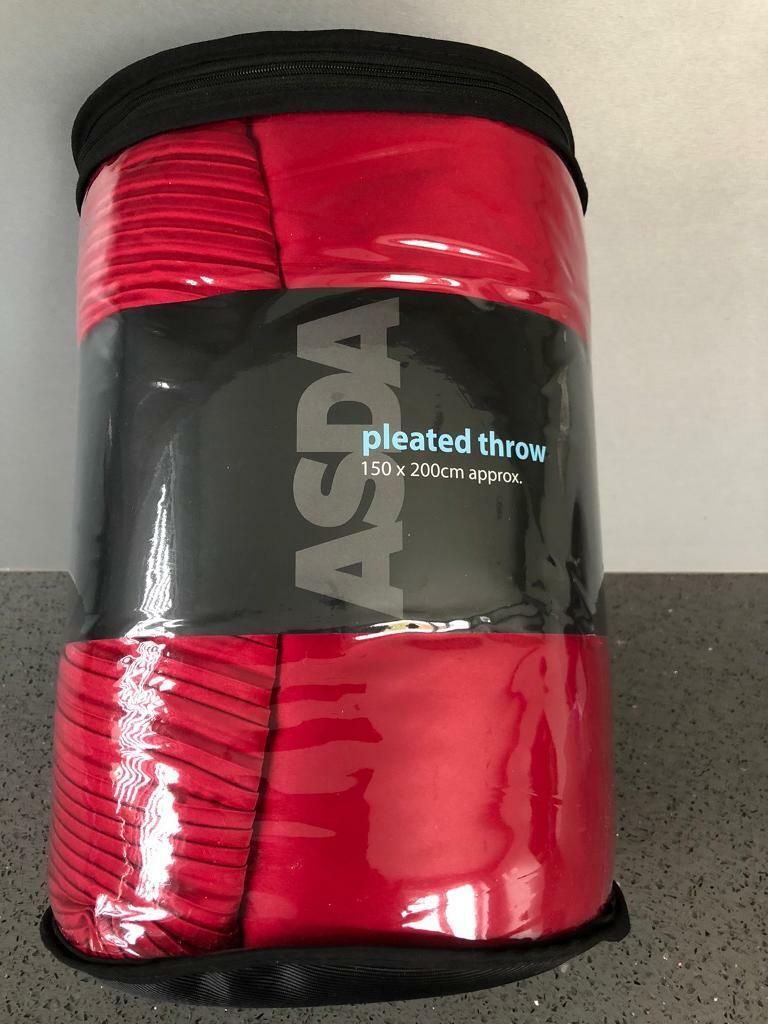 ASDA
pleated throw
150 x 200cm approx.